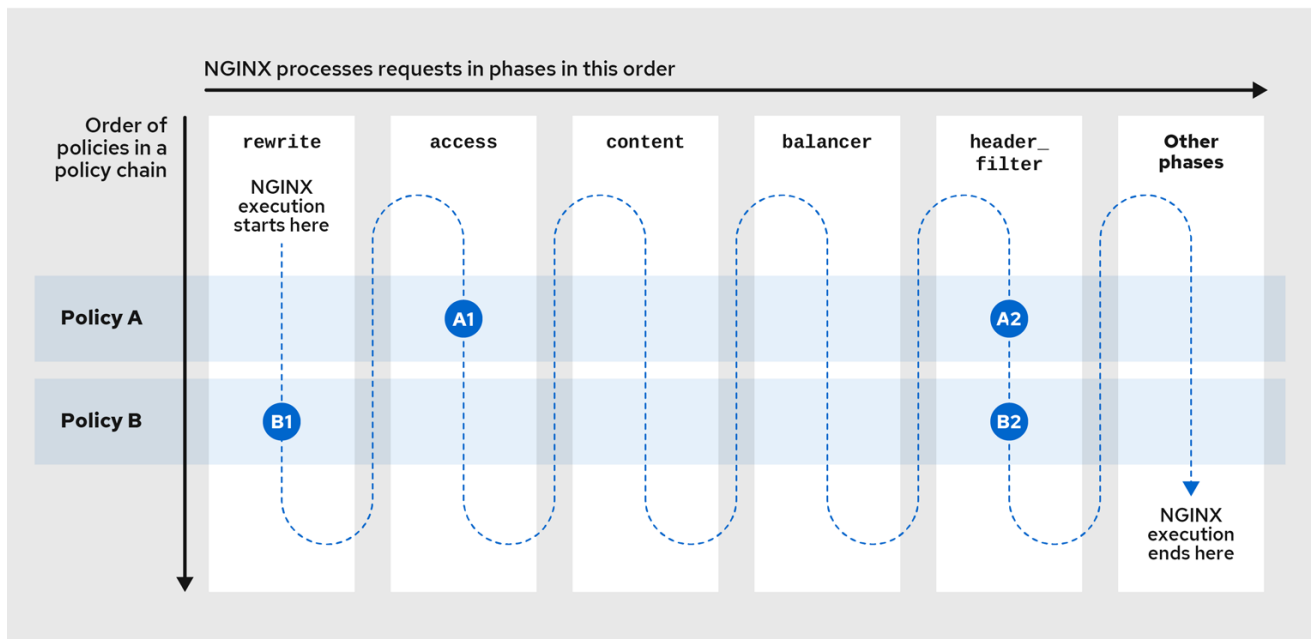 NGINX processes requests in phases in this order
Order of
policies in a
policy chain
rewrite
access
content
balancer
header_
filter
Other
phases
NGINX
execution
starts here
Policy A
A1
A2
Policy B
B1
B2
NGINX
execution
ends here